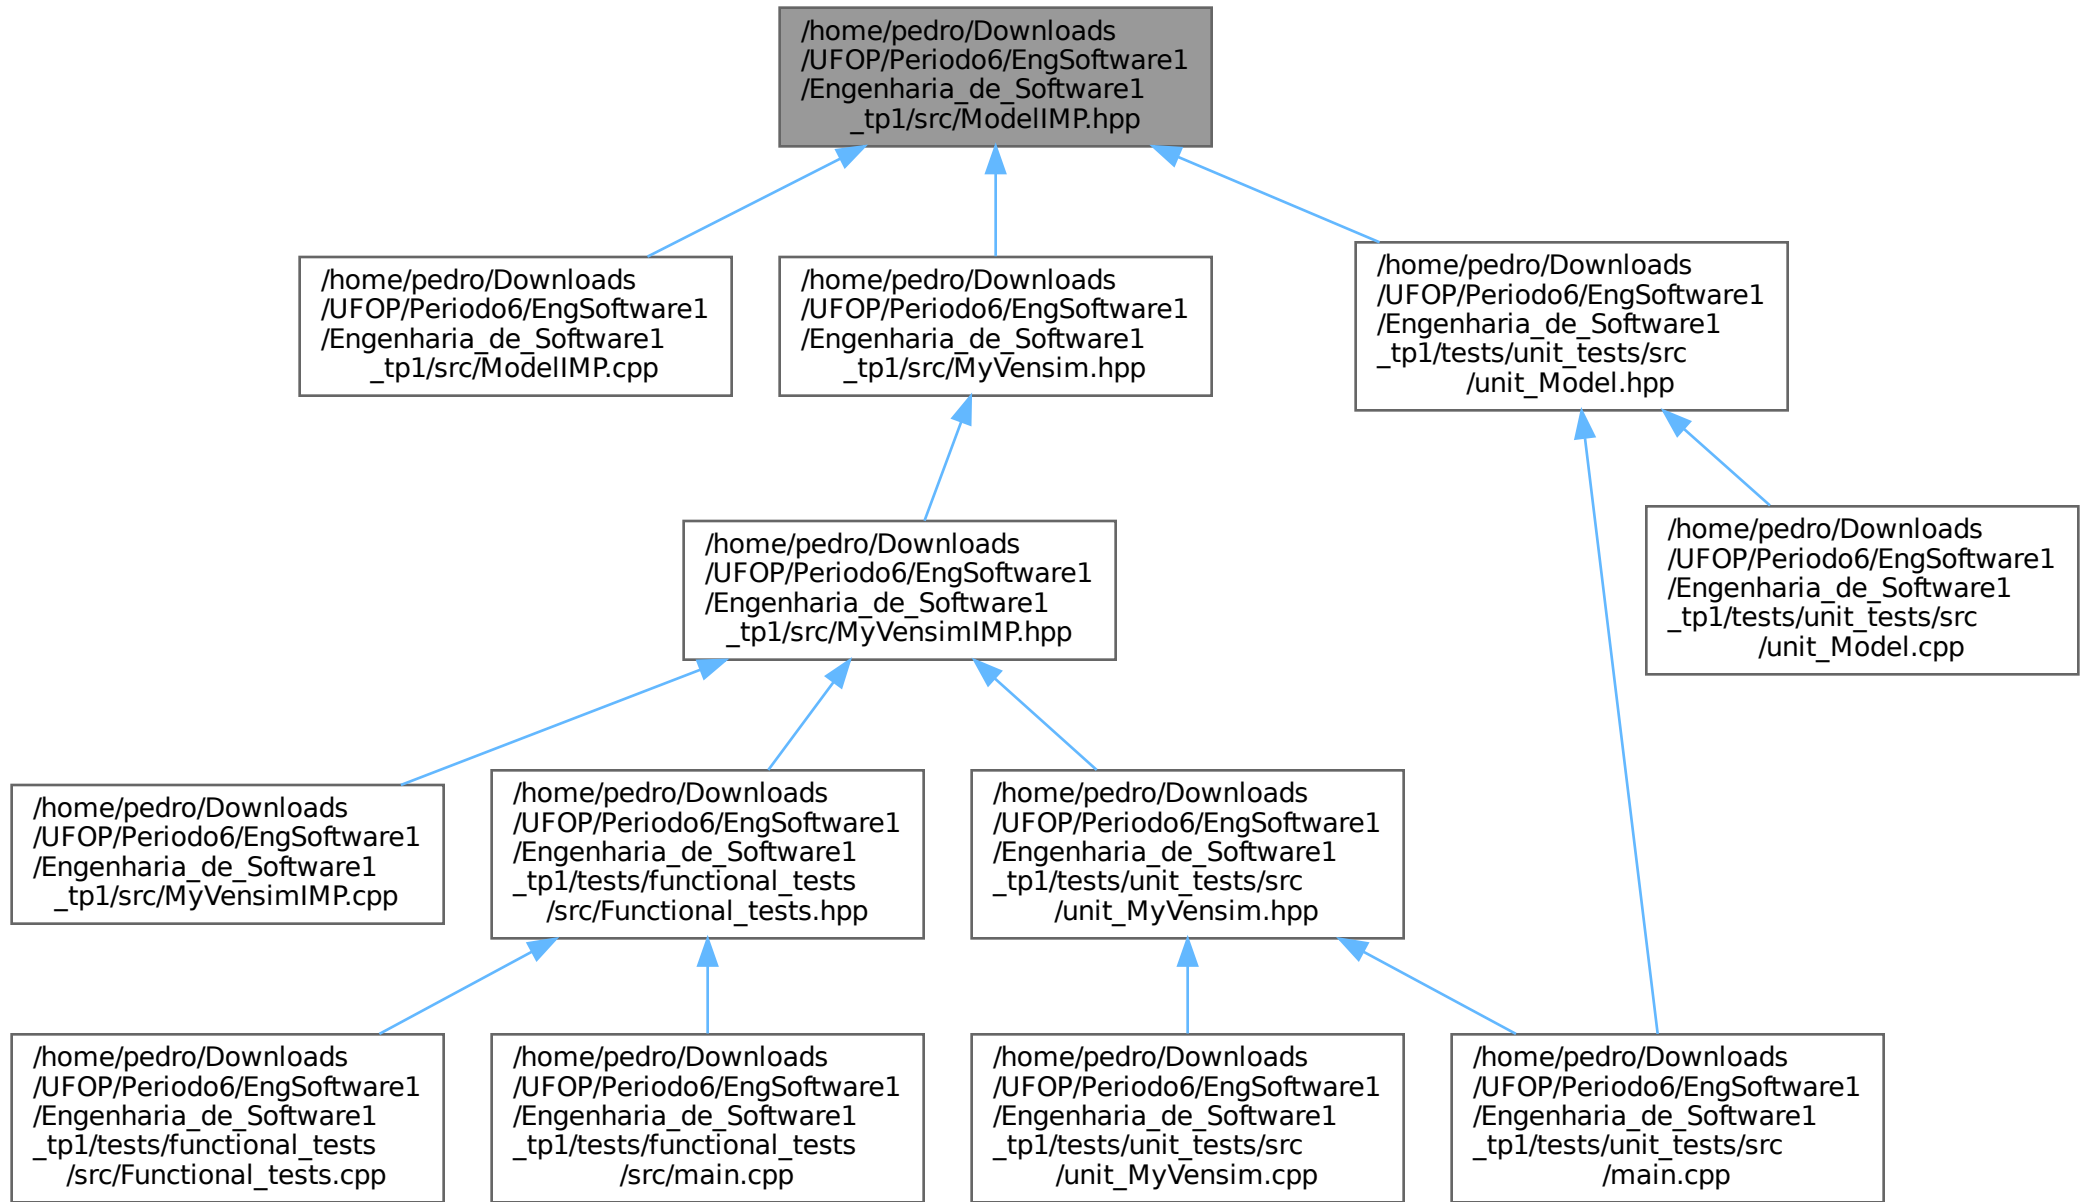 /home/pedro/Downloads
/UFOP/Periodo6/EngSoftware1
/Engenharia_de_Software1
_tp1/src/ModelIMP.hpp
/home/pedro/Downloads
/UFOP/Periodo6/EngSoftware1
/Engenharia_de_Software1
_tp1/src/ModelIMP.cpp
/home/pedro/Downloads
/UFOP/Periodo6/EngSoftware1
/Engenharia_de_Software1
_tp1/src/MyVensim.hpp
/home/pedro/Downloads
/UFOP/Periodo6/EngSoftware1
/Engenharia_de_Software1
_tp1/tests/unit_tests/src
/unit_Model.hpp
/home/pedro/Downloads
/UFOP/Periodo6/EngSoftware1
/Engenharia_de_Software1
_tp1/src/MyVensimIMP.hpp
/home/pedro/Downloads
/UFOP/Periodo6/EngSoftware1
/Engenharia_de_Software1
_tp1/tests/unit_tests/src
/unit_Model.cpp
/home/pedro/Downloads
/UFOP/Periodo6/EngSoftware1
/Engenharia_de_Software1
_tp1/src/MyVensimIMP.cpp
/home/pedro/Downloads
/UFOP/Periodo6/EngSoftware1
/Engenharia_de_Software1
_tp1/tests/functional_tests
/src/Functional_tests.hpp
/home/pedro/Downloads
/UFOP/Periodo6/EngSoftware1
/Engenharia_de_Software1
_tp1/tests/unit_tests/src
/unit_MyVensim.hpp
/home/pedro/Downloads
/UFOP/Periodo6/EngSoftware1
/Engenharia_de_Software1
_tp1/tests/functional_tests
/src/Functional_tests.cpp
/home/pedro/Downloads
/UFOP/Periodo6/EngSoftware1
/Engenharia_de_Software1
_tp1/tests/functional_tests
/src/main.cpp
/home/pedro/Downloads
/UFOP/Periodo6/EngSoftware1
/Engenharia_de_Software1
_tp1/tests/unit_tests/src
/unit_MyVensim.cpp
/home/pedro/Downloads
/UFOP/Periodo6/EngSoftware1
/Engenharia_de_Software1
_tp1/tests/unit_tests/src
/main.cpp